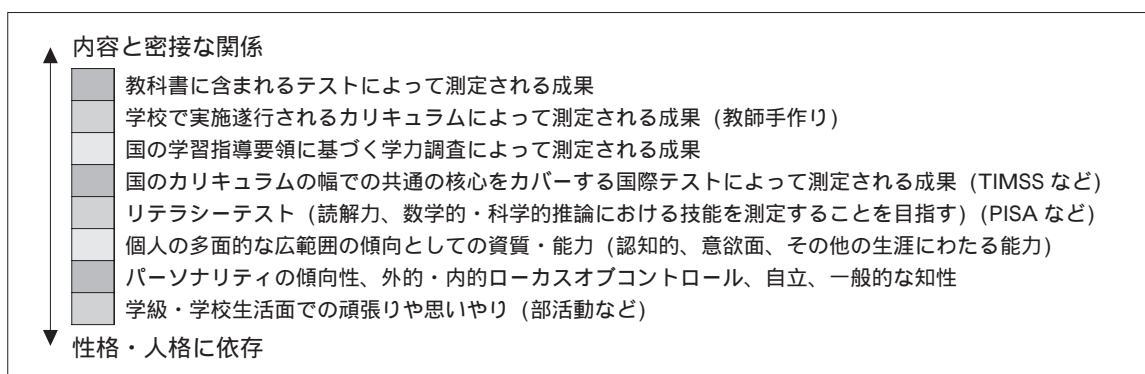 内容と密接な関係
教科書に含まれるテストによって測定される成果
学校で実施遂行されるカリキュラムによって測定される成果（教師手作り）
国の学習指導要領に基づく学力調査によって測定される成果
国のカリキュラムの幅での共通の核心をカバーする国際テストによって測定される成果（TIMSS など）
リテラシーテスト（読解力、数学的・科学的推論における技能を測定することを目指す）（PISA など）
個人の多面的な広範囲の傾向としての資質・能力（認知的、意欲面、その他の生涯にわたる能力）
パーソナリティの傾向性、外的・内的ローカスオブコントロール、自立、一般的な知性
学級・学校生活面での頑張りや思いやり（部活動など）
性格・人格に依存